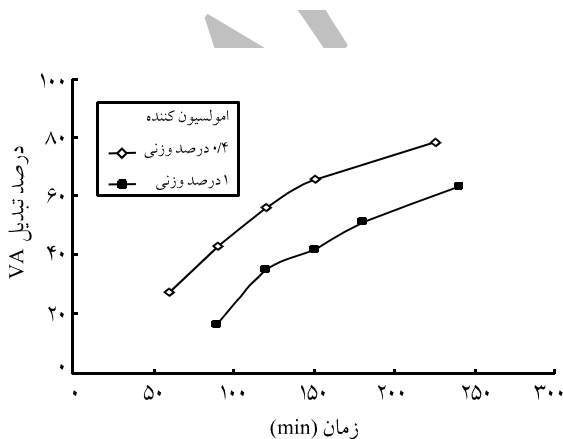 ۱۰۰
۸۰
۶۰
۴۰
۲۰
۰
درصد تبدیل VA
امولسیون کننده
۰/۴ درصد وزنی
۱ درصد وزنی
۰ ۵۰ ۱۰۰ ۱۵۰ ۲۰۰ ۲۵۰ ۳۰۰
زمان (min)